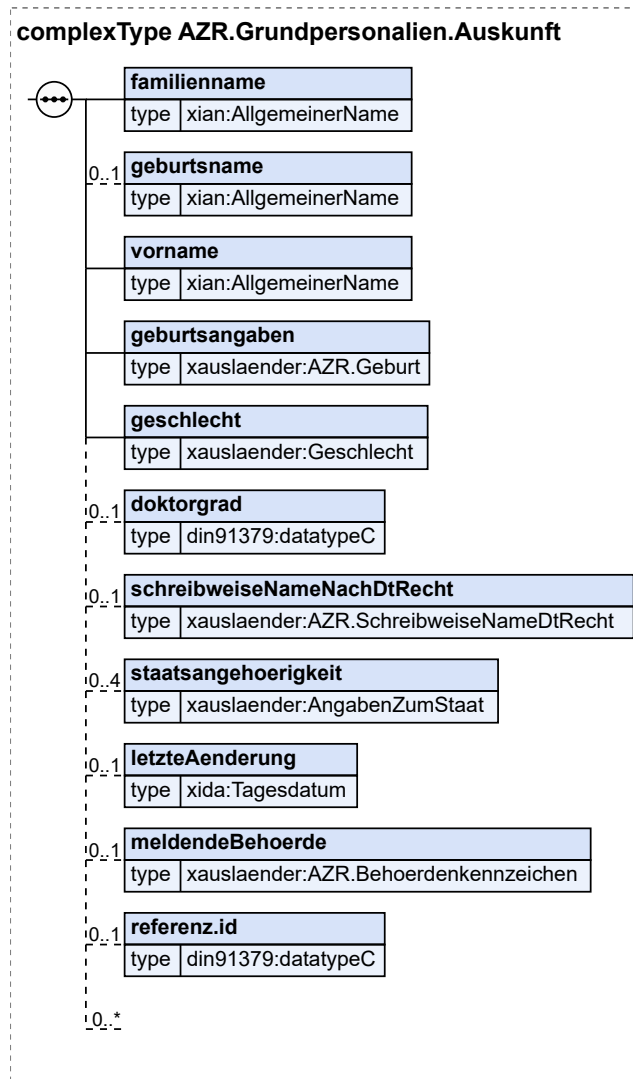 complexType AZR.Grundpersonalien.Auskunft
familienname
type xian:AllgemeinerName
0..1 geburtsname
type xian:AllgemeinerName
vorname
type xian:AllgemeinerName
geburtsangaben
type xauslaender:AZR.Geburt
geschlecht
type xauslaender:Geschlecht
0..1 doktorgrad
type din91379:datatypeC
0..1 schreibweiseNameNachDtRecht
type xauslaender:AZR.SchreibweiseNameDtRecht
0..4 staatsangehoerigkeit
type xauslaender:AngabenZumStaat
0..1 letzteAenderung
type xida:Tagesdatum
0..1 meldendeBehoerde
type xauslaender:AZR.Behoerdenkennzeichen
0..1 referenz.id
type din91379:datatypeC
0..*